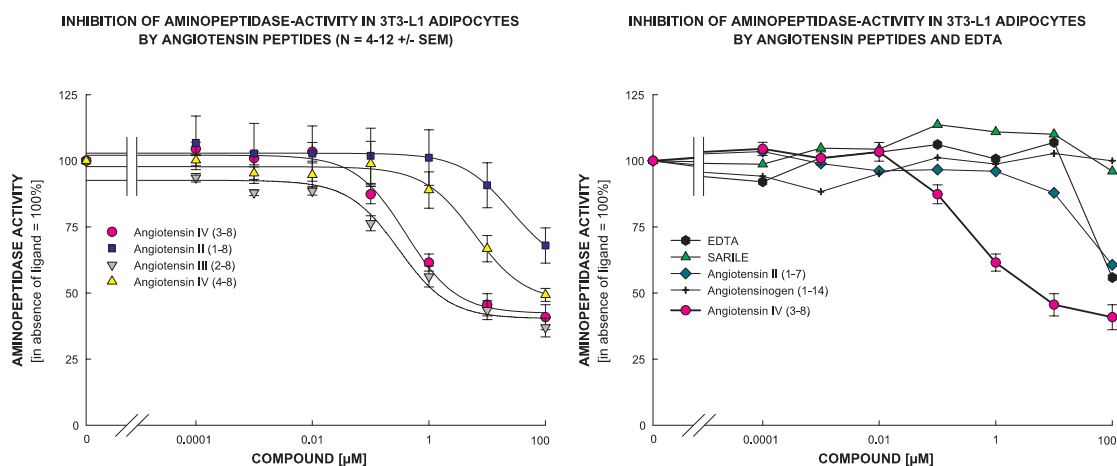 INHIBITION OF AMINOPEPTIDASE-ACTIVITY IN 3T3-L1 ADIPOCYTES
BY ANGIOTENSIN PEPTIDES (N = 4-12 +/- SEM)
125
100
75
50
25
0
AMINOPEPTIDASE ACTIVITY
[in absence of ligand = 100%]
Angiotensin IV (3–8)
Angiotensin II (1–8)
Angiotensin III (2–8)
Angiotensin IV (4–8)
0
0.0001
0.01
1
100
COMPOUND [µM]
INHIBITION OF AMINOPEPTIDASE-ACTIVITY IN 3T3-L1 ADIPOCYTES
BY ANGIOTENSIN PEPTIDES AND EDTA
125
100
75
50
25
0
AMINOPEPTIDASE ACTIVITY
[in absence of ligand = 100%]
EDTA
SARILE
Angiotensin II (1–7)
Angiotensinogen (1–14)
Angiotensin IV (3–8)
0
0.0001
0.01
1
100
COMPOUND [µM]